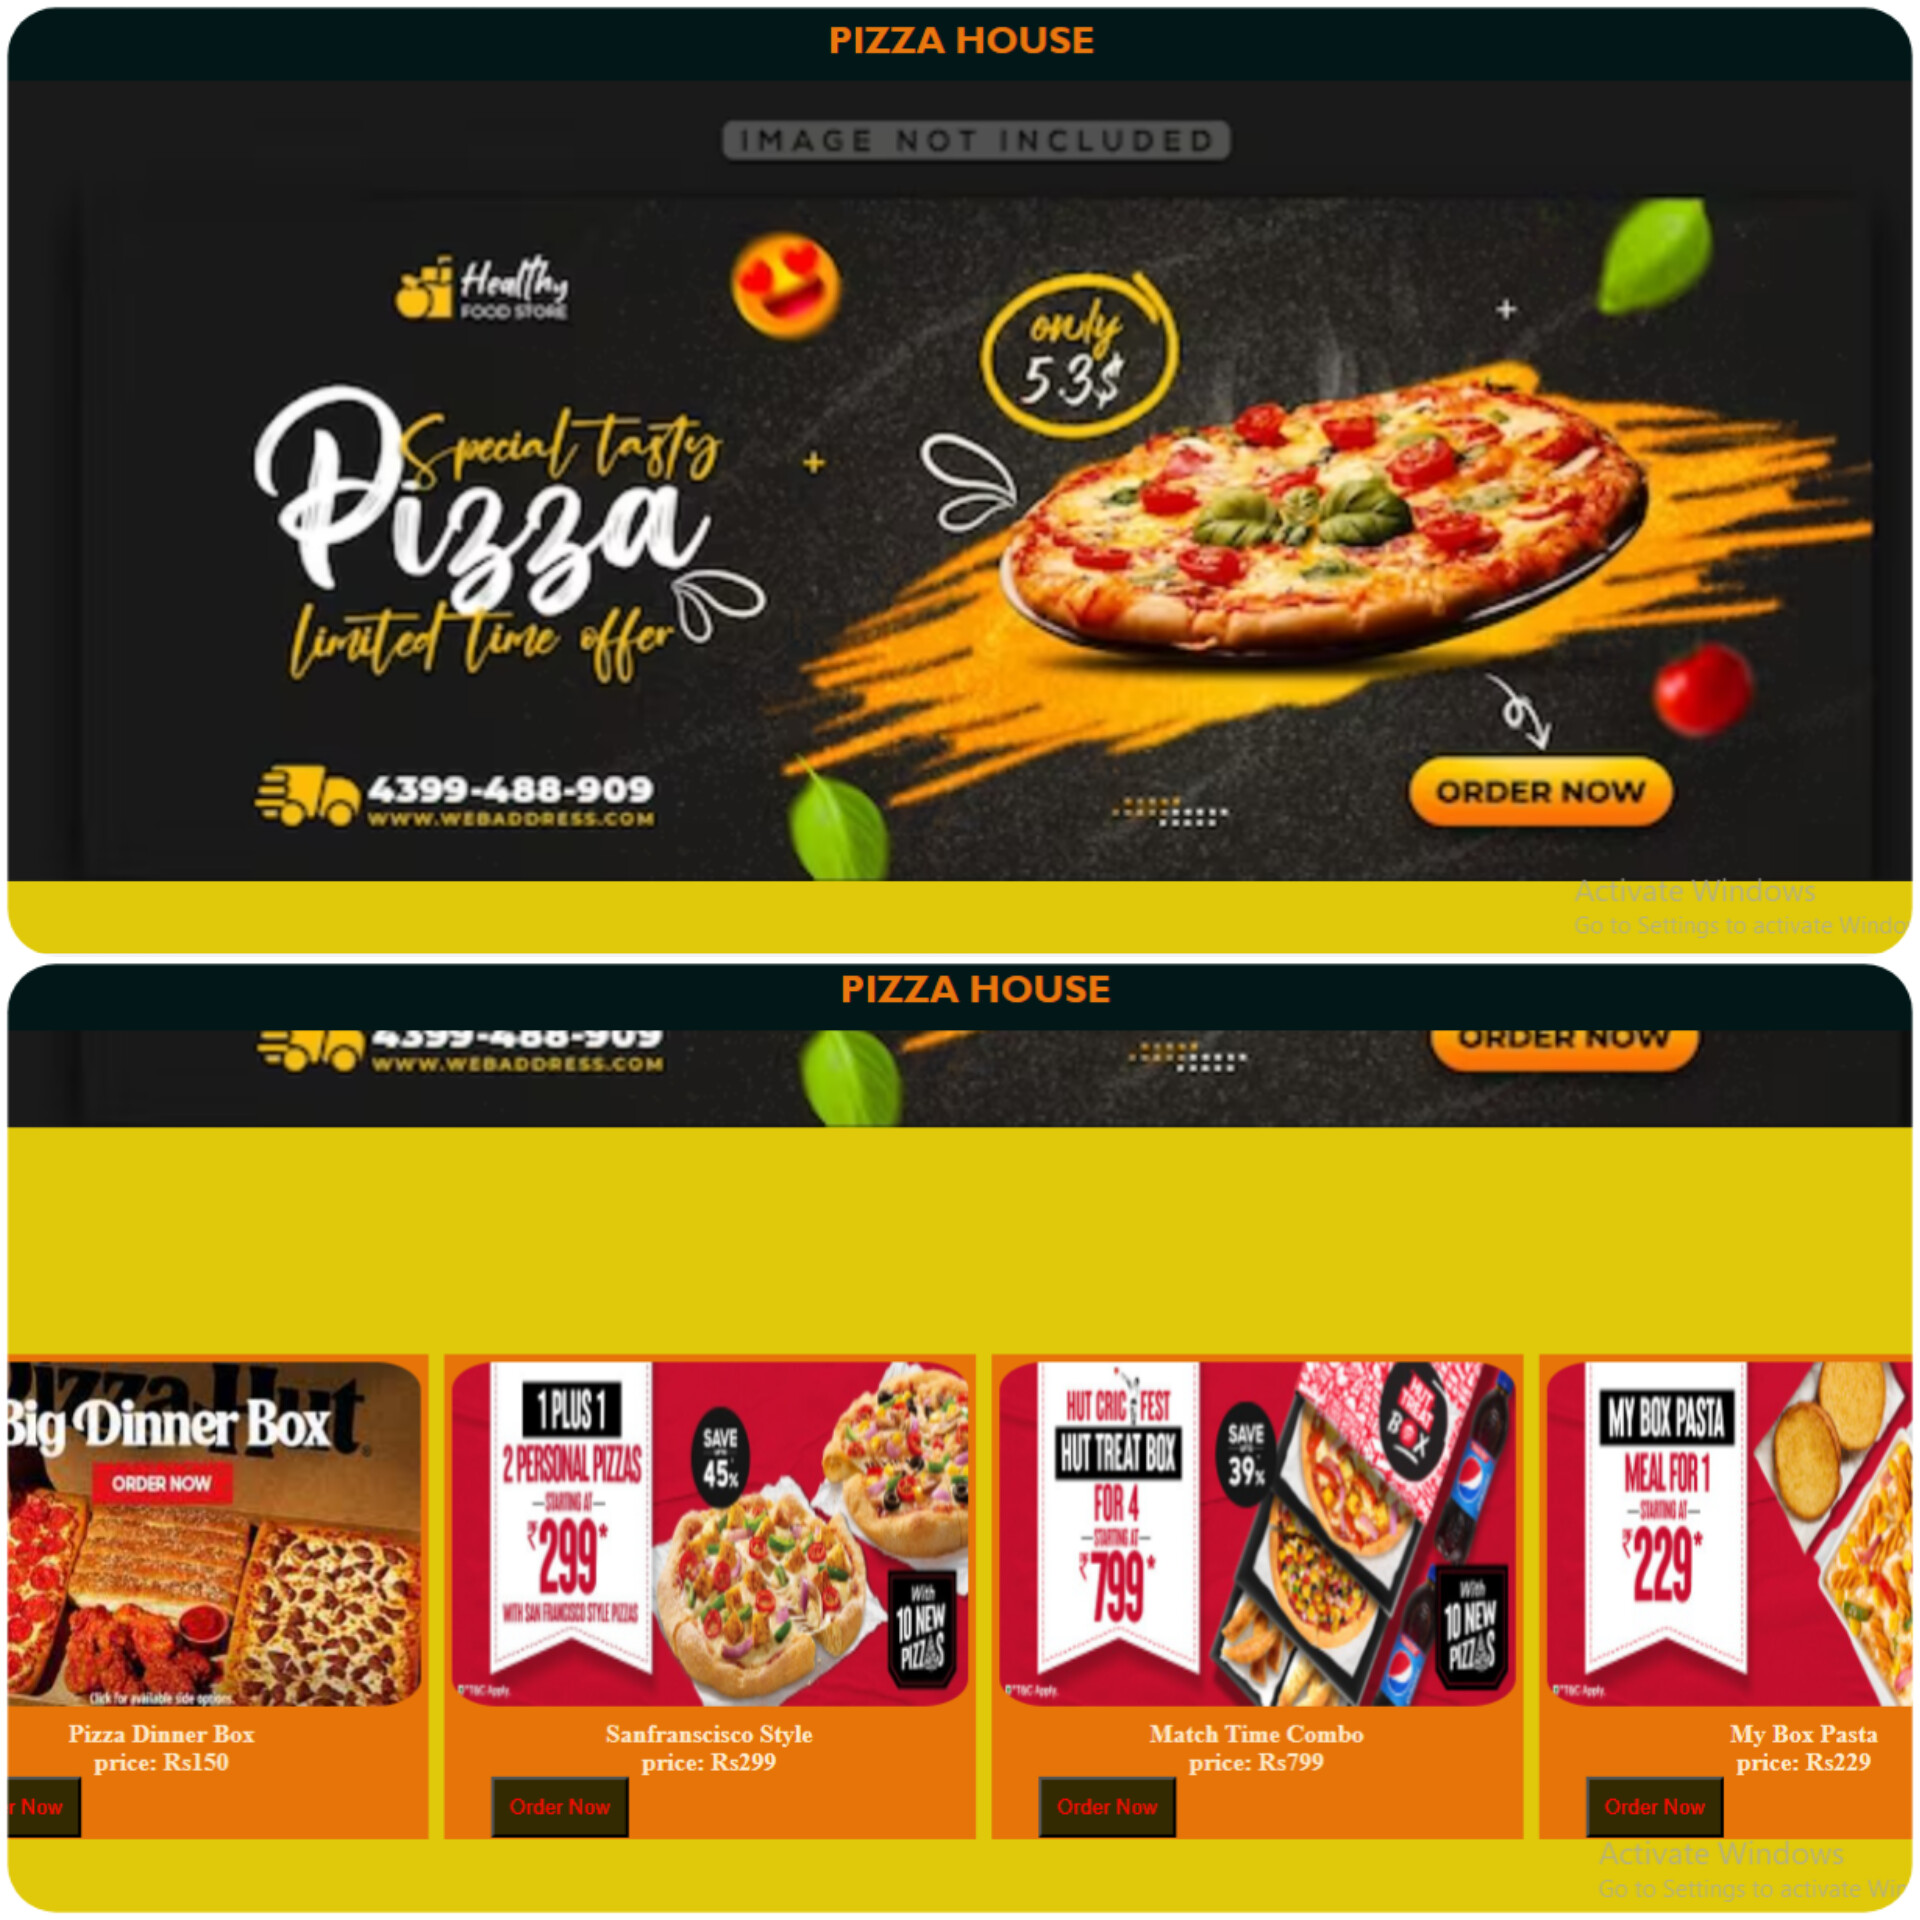 PIZZA HOUSE
IMAGE NOT INCLUDED
Healthy
FOOD STORE
only
5.3$
Special tasty
Pizza
limited time offer
4399-488-909
WWW.WEBADDRESS.COM
ORDER NOW
Activate Windows
Go to Settings to activate Windo
PIZZA HOUSE
4399-488-909
WWW.WEBADDRESS.COM
ORDER NOW
Pizza Hut
Big Dinner Box
ORDER NOW
Click for available side options.
Pizza Dinner Box
price: Rs150
r Now
1 PLUS 1
2 PERSONAL PIZZAS
STARTING AT
₹299*
WITH SAN FRANCISCO STYLE PIZZAS
SAVE
45%
With
10 NEW
PIZZAS
*T&C Apply.
Sanfranscisco Style
price: Rs299
Order Now
HUT CRIC FEST
HUT TREAT BOX
FOR 4
STARTING AT
₹799*
SAVE
39%
HUT
TREAT
BOX
With
10 NEW
PIZZAS
*T&C Apply.
Match Time Combo
price: Rs799
Order Now
MY BOX PASTA
MEAL FOR 1
STARTING AT
₹229*
*T&C Apply.
My Box Pasta
price: Rs229
Order Now
Activate Windows
Go to Settings to activate Wi